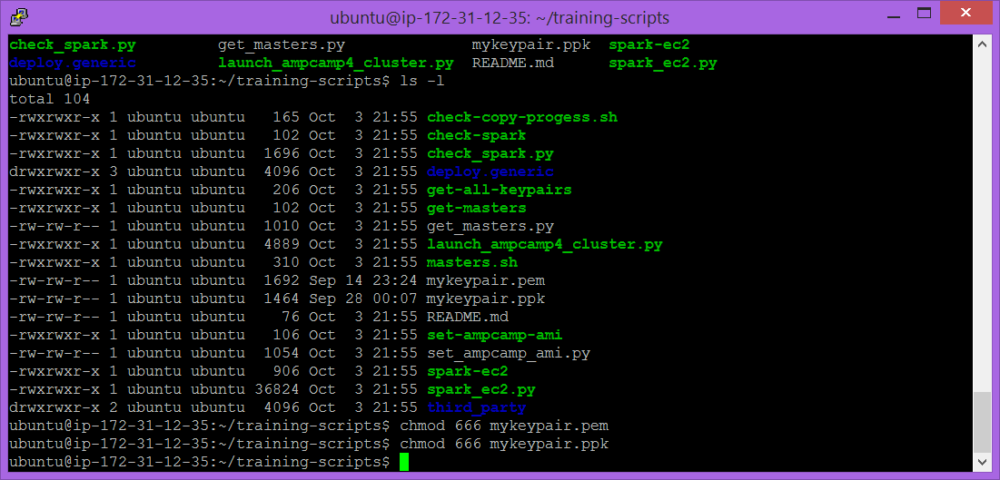 ubuntu@ip-172-31-12-35: ~/training-scripts
check_spark.py get_masters.py mykeypair.ppk spark-ec2
deploy.generic launch_ampcamp4_cluster.py README.md spark_ec2.py
ubuntu@ip-172-31-12-35:~/training-scripts$ ls -l
total 104
-rwxrwxr-x 1 ubuntu ubuntu 165 Oct 3 21:55 check-copy-progess.sh
-rwxrwxr-x 1 ubuntu ubuntu 102 Oct 3 21:55 check-spark
-rwxrwxr-x 1 ubuntu ubuntu 1696 Oct 3 21:55 check_spark.py
drwxrwxr-x 3 ubuntu ubuntu 4096 Oct 3 21:55 deploy.generic
-rwxrwxr-x 1 ubuntu ubuntu 206 Oct 3 21:55 get-all-keypairs
-rwxrwxr-x 1 ubuntu ubuntu 102 Oct 3 21:55 get-masters
-rw-rw-r-- 1 ubuntu ubuntu 1010 Oct 3 21:55 get_masters.py
-rwxrwxr-x 1 ubuntu ubuntu 4889 Oct 3 21:55 launch_ampcamp4_cluster.py
-rwxrwxr-x 1 ubuntu ubuntu 310 Oct 3 21:55 masters.sh
-rw-rw-r-- 1 ubuntu ubuntu 1692 Sep 14 23:24 mykeypair.pem
-rw-rw-r-- 1 ubuntu ubuntu 1464 Sep 28 00:07 mykeypair.ppk
-rw-rw-r-- 1 ubuntu ubuntu 76 Oct 3 21:55 README.md
-rwxrwxr-x 1 ubuntu ubuntu 106 Oct 3 21:55 set-ampcamp-ami
-rw-rw-r-- 1 ubuntu ubuntu 1054 Oct 3 21:55 set_ampcamp_ami.py
-rwxrwxr-x 1 ubuntu ubuntu 906 Oct 3 21:55 spark-ec2
-rwxrwxr-x 1 ubuntu ubuntu 36824 Oct 3 21:55 spark_ec2.py
drwxrwxr-x 2 ubuntu ubuntu 4096 Oct 3 21:55 third_party
ubuntu@ip-172-31-12-35:~/training-scripts$ chmod 666 mykeypair.pem
ubuntu@ip-172-31-12-35:~/training-scripts$ chmod 666 mykeypair.ppk
ubuntu@ip-172-31-12-35:~/training-scripts$